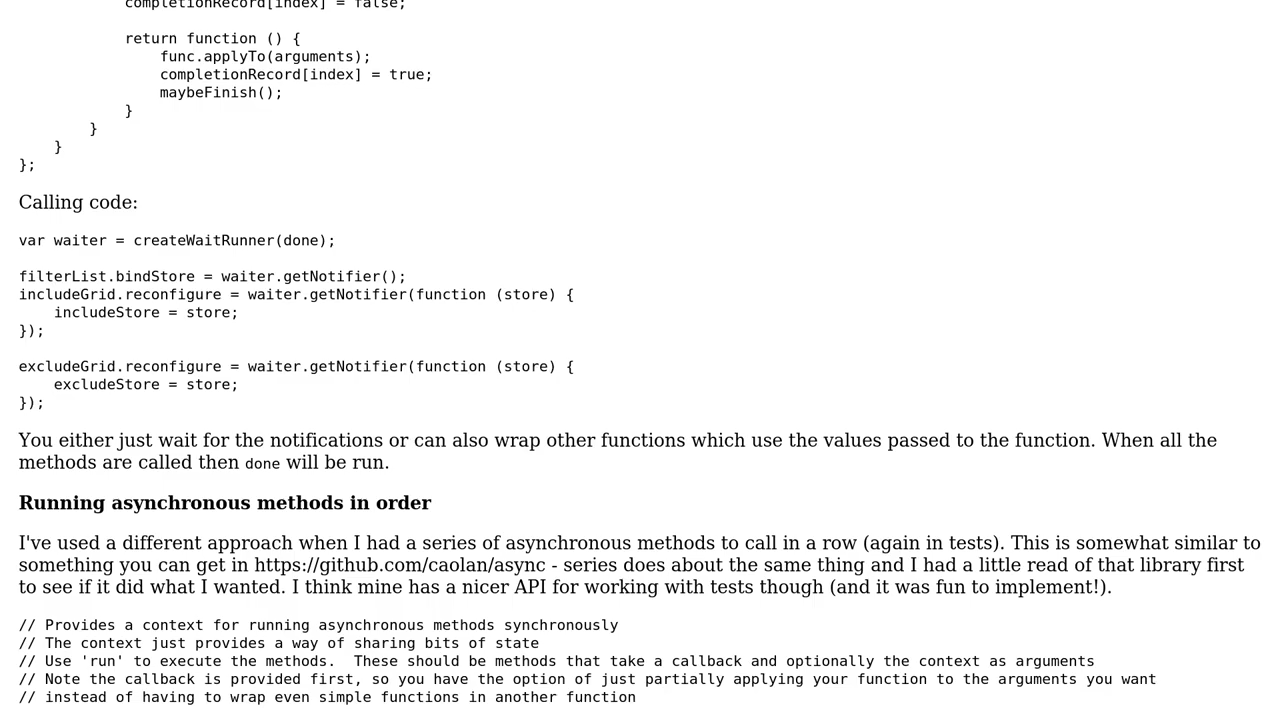 completionRecord[index] = false;
return function () {
func.applyTo(arguments);
completionRecord[index] = true;
maybeFinish();
}
}
}
};
Calling code:
var waiter = createWaitRunner(done);
filterList.bindStore = waiter.getNotifier();
includeGrid.reconfigure = waiter.getNotifier(function (store) {
includeStore = store;
});
excludeGrid.reconfigure = waiter.getNotifier(function (store) {
excludeStore = store;
});
You either just wait for the notifications or can also wrap other functions which use the values passed to the function. When all the
methods are called then done will be run.
Running asynchronous methods in order
I've used a different approach when I had a series of asynchronous methods to call in a row (again in tests). This is somewhat similar to
something you can get in https://github.com/caolan/async - series does about the same thing and I had a little read of that library first
to see if it did what I wanted. I think mine has a nicer API for working with tests though (and it was fun to implement!).
// Provides a context for running asynchronous methods synchronously
// The context just provides a way of sharing bits of state
// Use 'run' to execute the methods.  These should be methods that take a callback and optionally the context as arguments
// Note the callback is provided first, so you have the option of just partially applying your function to the arguments you want
// instead of having to wrap even simple functions in another function